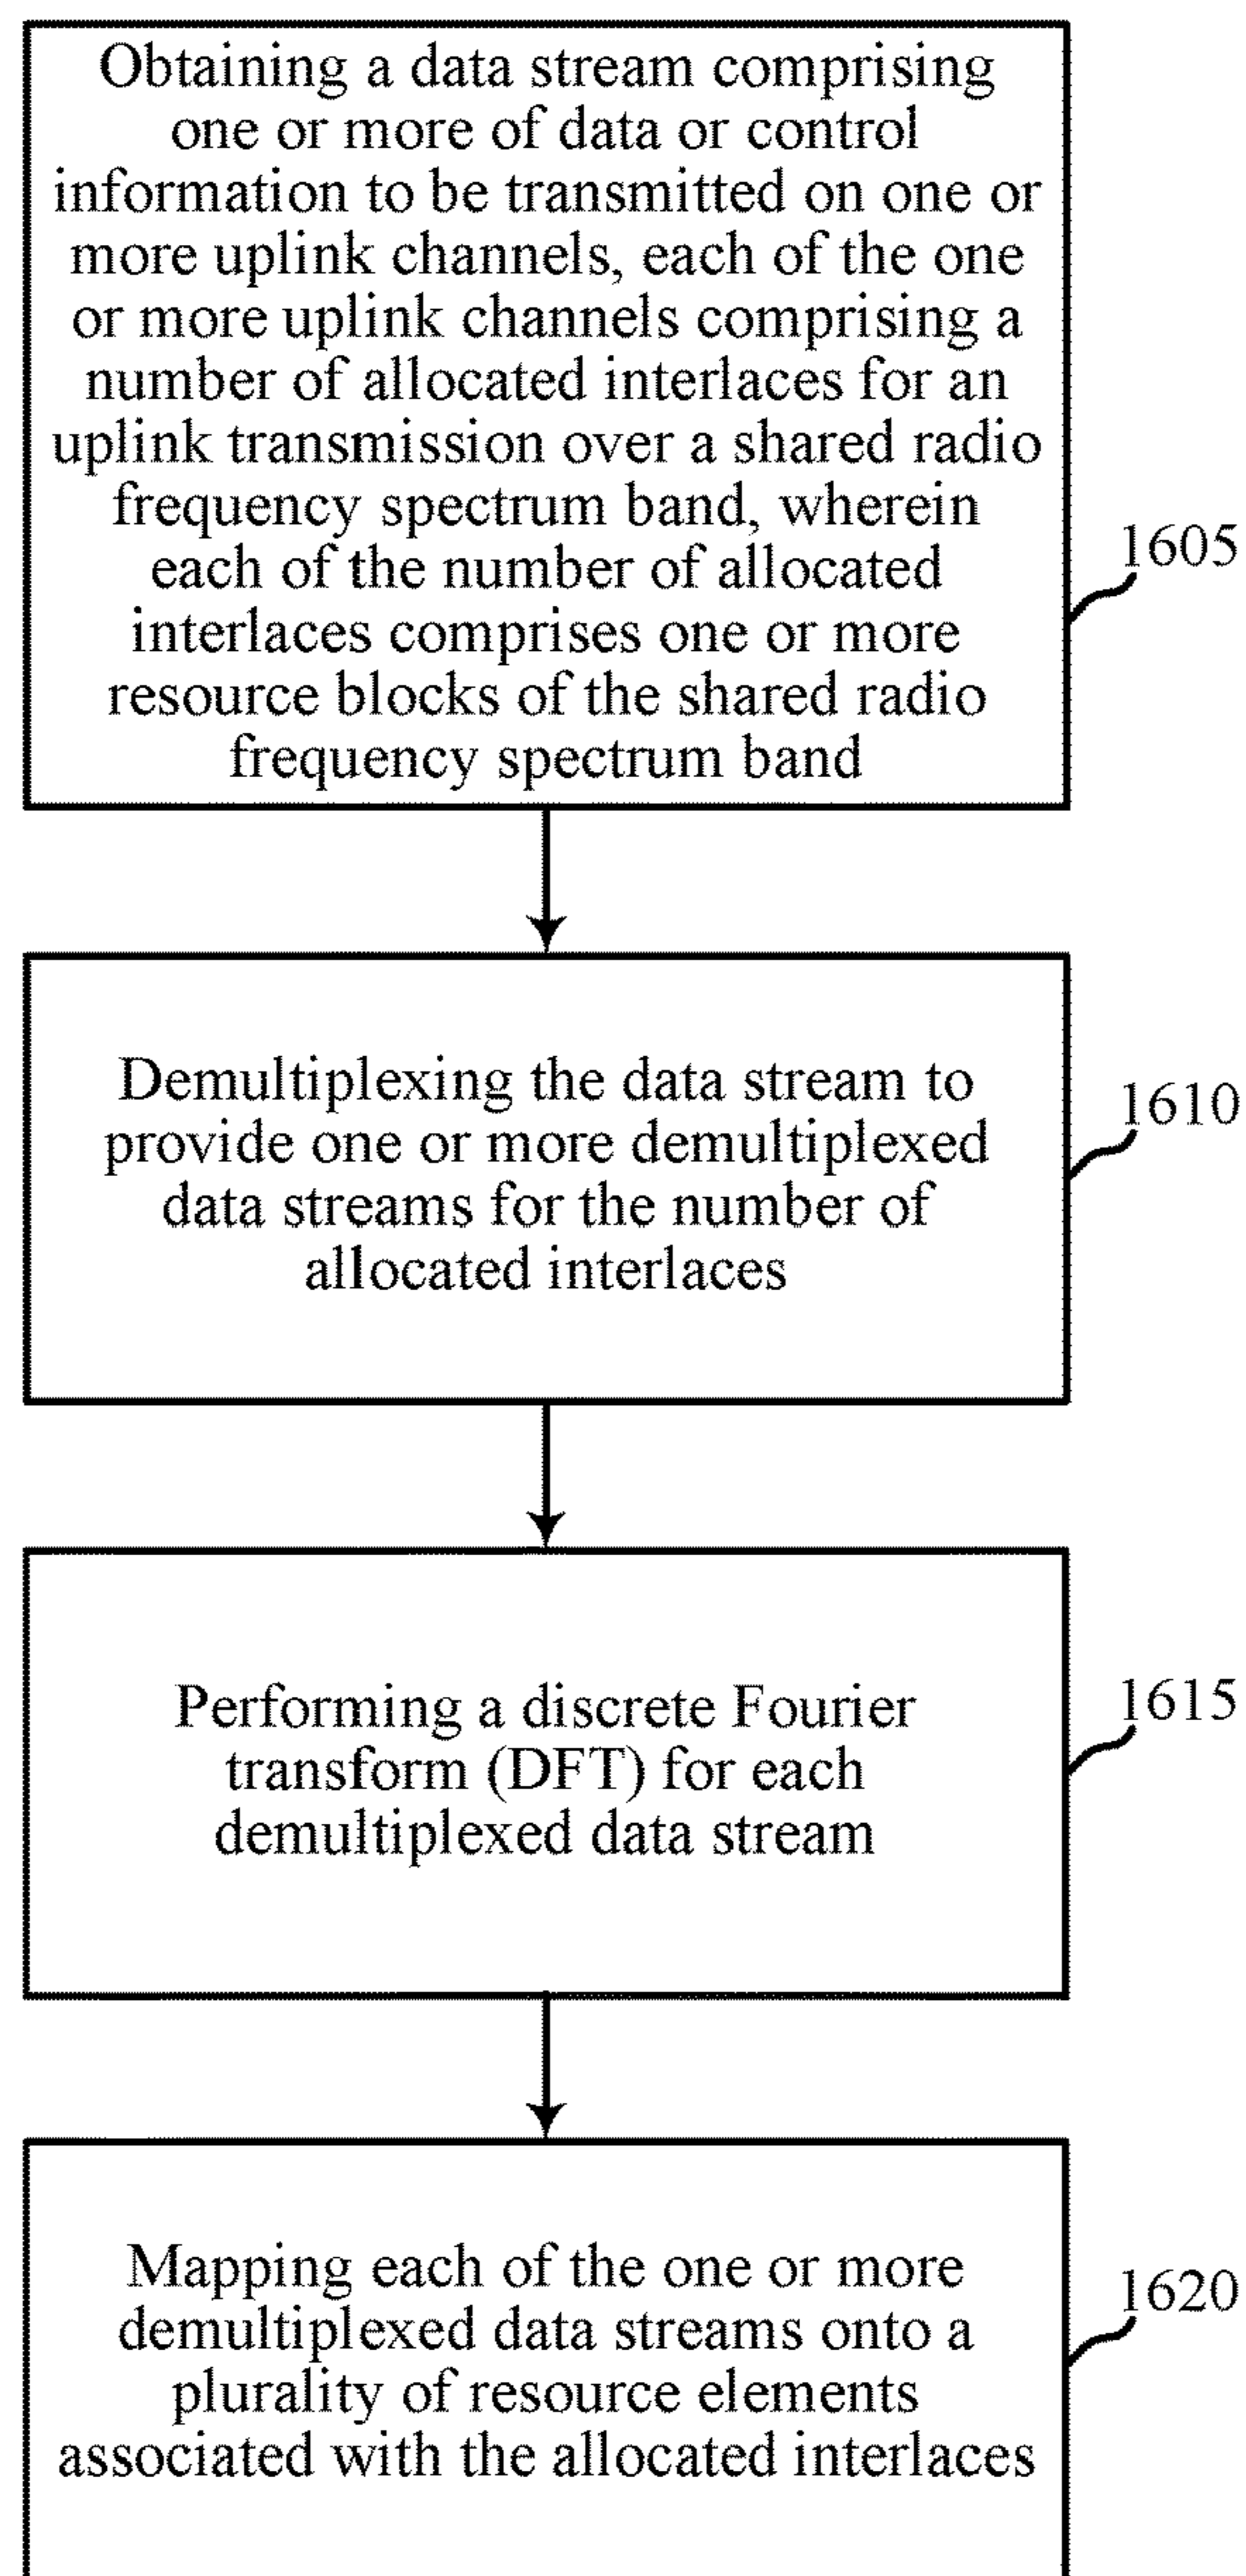 Obtaining a data stream comprising
one or more of data or control
information to be transmitted on one or
more uplink channels, each of the one
or more uplink channels comprising a
number of allocated interlaces for an
uplink transmission over a shared radio
frequency spectrum band, wherein
each of the number of allocated
interlaces comprises one or more
resource blocks of the shared radio
frequency spectrum band
1605
Demultiplexing the data stream to
provide one or more demultiplexed
data streams for the number of
allocated interlaces
1610
Performing a discrete Fourier
transform (DFT) for each
demultiplexed data stream
1615
Mapping each of the one or more
demultiplexed data streams onto a
plurality of resource elements
associated with the allocated interlaces
1620